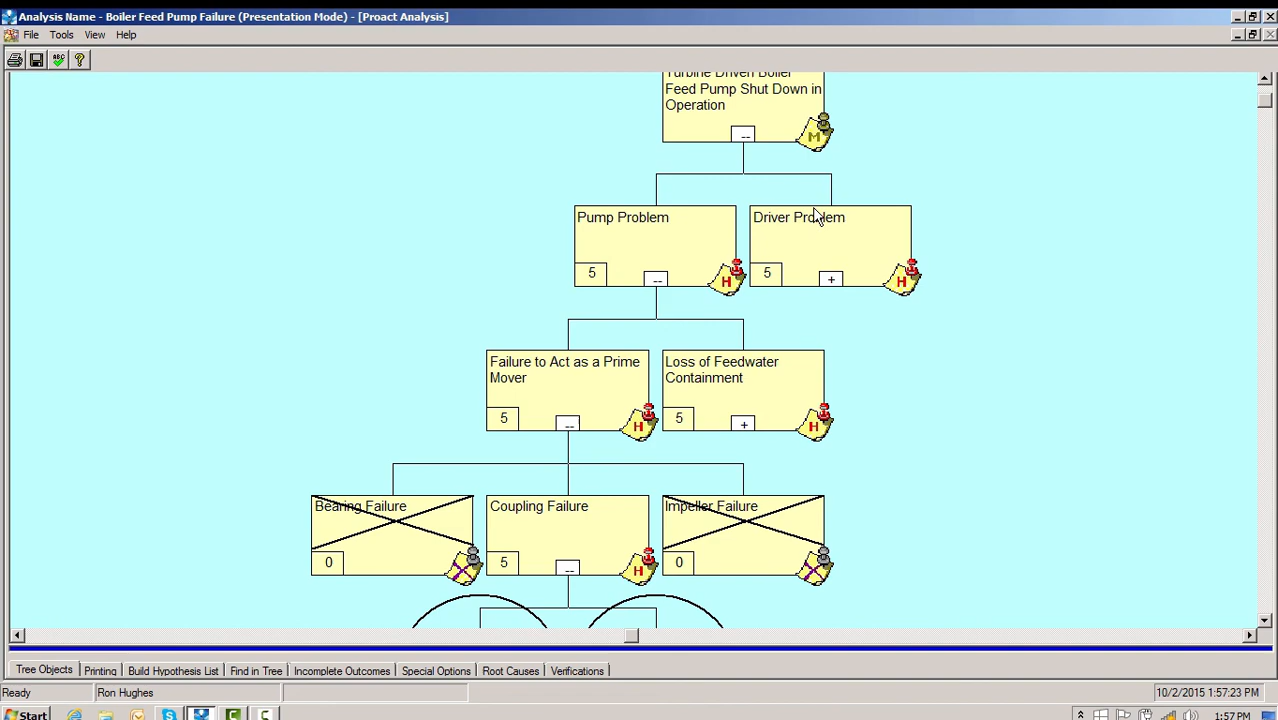 Analysis Name - Boiler Feed Pump Failure (Presentation Mode) - [Proact Analysis]
File Tools View Help
ABC ?
Turbine Driven Boiler
Feed Pump Shut Down in
Operation
-- M
Pump Problem
5 -- H
Driver Problem
5 + H
Failure to Act as a Prime
Mover
5 -- H
Loss of Feedwater
Containment
5 + H
Bearing Failure
0
Coupling Failure
5 -- H
Impeller Failure
0
Tree Objects Printing Build Hypothesis List Find in Tree Incomplete Outcomes Special Options Root Causes Verifications
Ready Ron Hughes 10/2/2015 1:57:23 PM
Start 1:57 PM